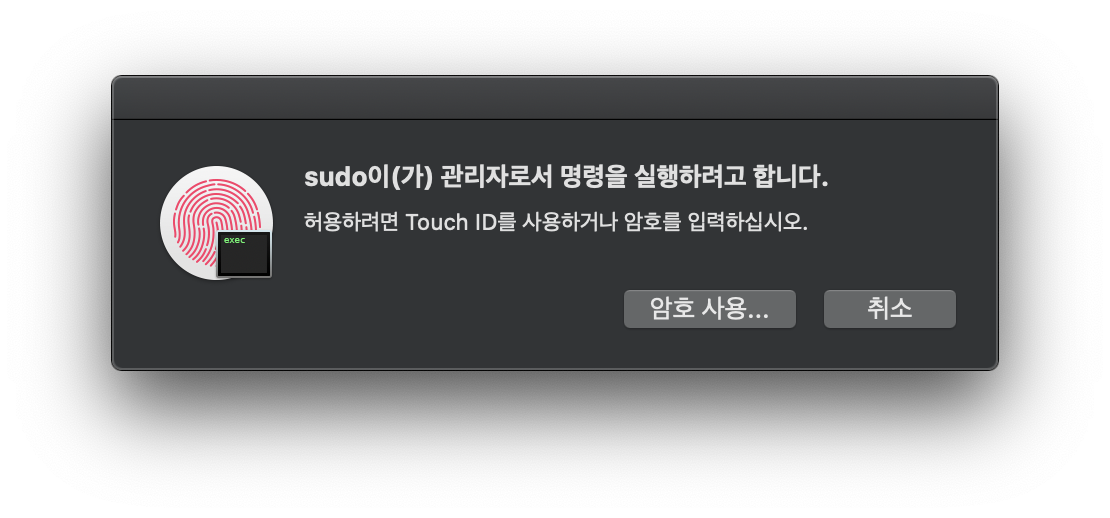 sudo이(가) 관리자로서 명령을 실행하려고 합니다.
허용하려면 Touch ID를 사용하거나 암호를 입력하십시오.
exec
암호 사용... 취소